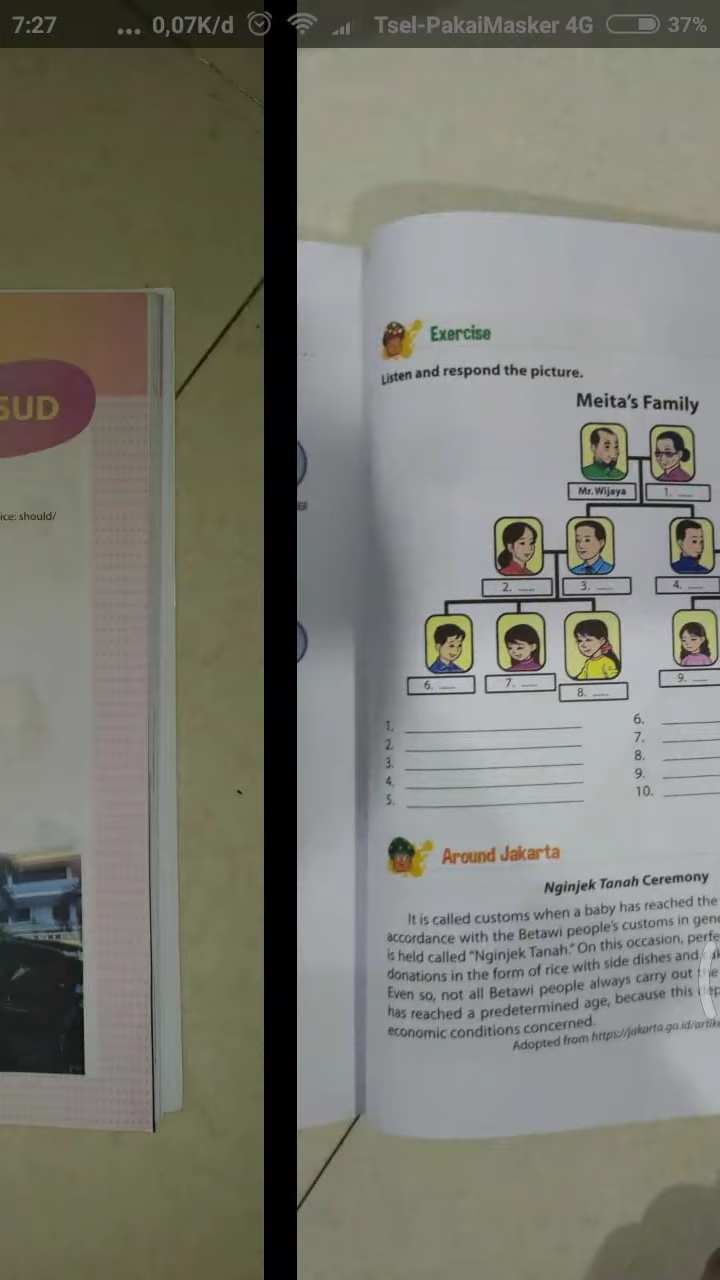 7:27 ... 0,07K/d Tsel-PakaiMasker 4G 37%
SUD
ice: should/
Exercise
Listen and respond the picture.
Meita's Family
Mr. Wijaya 1. ......
2. ...... 3. ...... 4. ......
6. ...... 7. ...... 8. ...... 9. ......
1. 6.
2. 7.
3. 8.
4. 9.
5. 10.
Around Jakarta
Nginjek Tanah Ceremony
It is called customs when a baby has reached the
accordance with the Betawi people's customs in gen
is held called "Nginjek Tanah." On this occasion, perfe
donations in the form of rice with side dishes and
Even so, not all Betawi people always carry out the
has reached a predetermined age, because this dep
economic conditions concerned.
Adopted from https://jakarta.go.id/artik